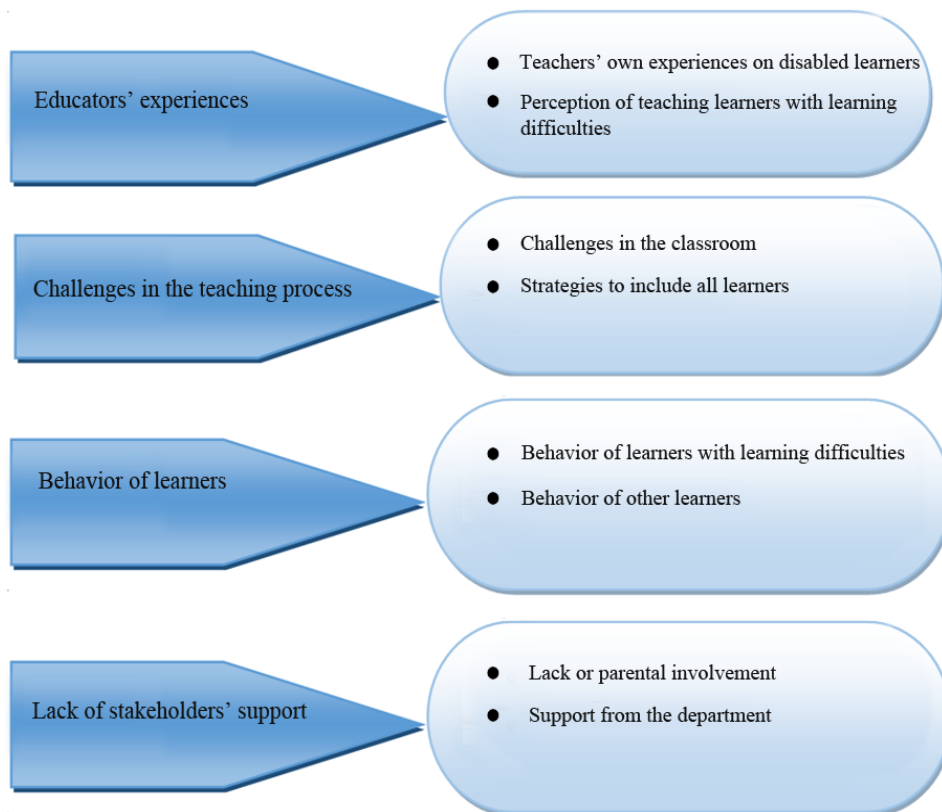 Educators’ experiences
● Teachers’ own experiences on disabled learners
● Perception of teaching learners with learning
difficulties
Challenges in the teaching process
● Challenges in the classroom
● Strategies to include all learners
Behavior of learners
● Behavior of learners with learning difficulties
● Behavior of other learners
Lack of stakeholders’ support
● Lack or parental involvement
● Support from the department